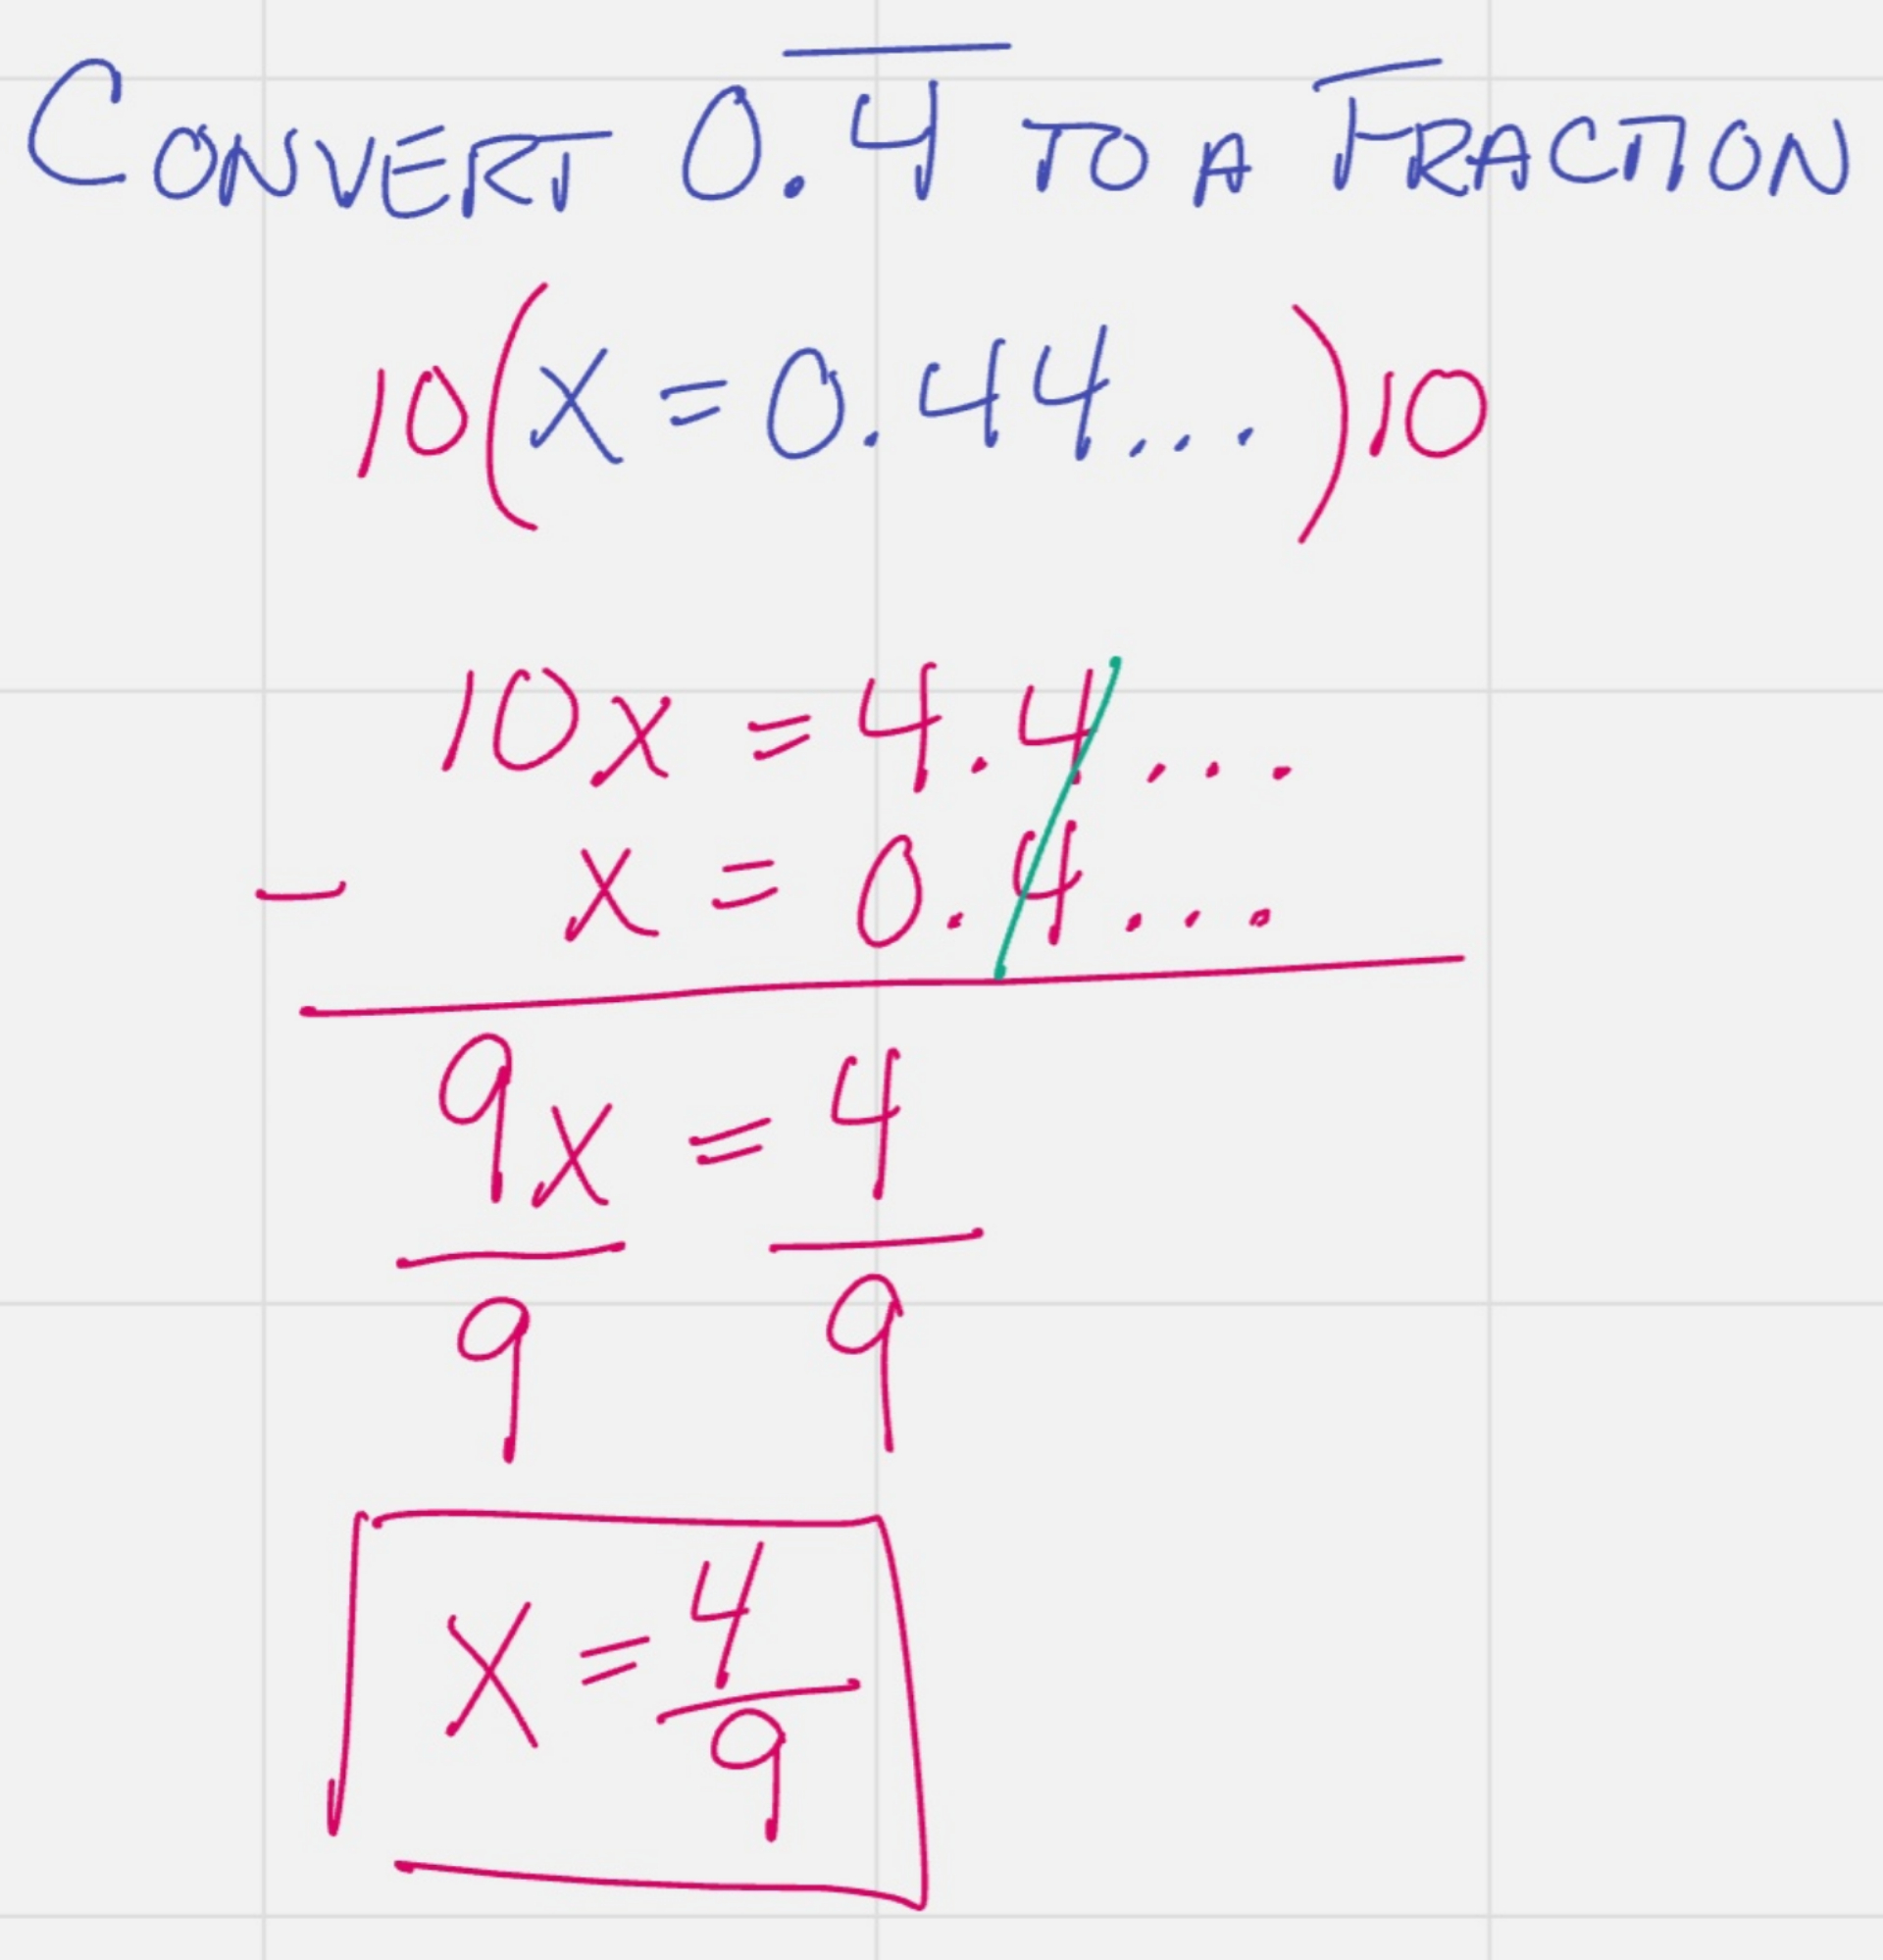 CONVERT 0.4̅ TO A FRACTION
10(X = 0.44...)10
10x = 4.4...
- x = 0.4...
9x = 4
9 9
X = 4/9